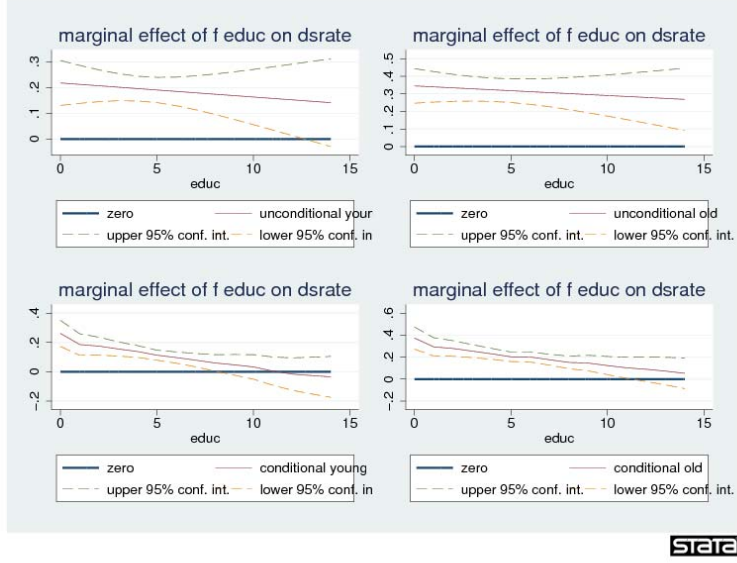 marginal effect of f educ on dsrate
.3
.2
.1
0
0 5 10 15
educ
zero unconditional your
upper 95% conf. int. lower 95% conf. in
marginal effect of f educ on dsrate
.5
.4
.3
.2
.1
0
0 5 10 15
educ
zero unconditional old
upper 95% conf. int. lower 95% conf. int.
marginal effect of f educ on dsrate
.4
.2
0
-.2
0 5 10 15
educ
zero conditional young
upper 95% conf. int. lower 95% conf. in
marginal effect of f educ on dsrate
.6
.4
.2
0
-.2
0 5 10 15
educ
zero conditional old
upper 95% conf. int. lower 95% conf. int.
STATA